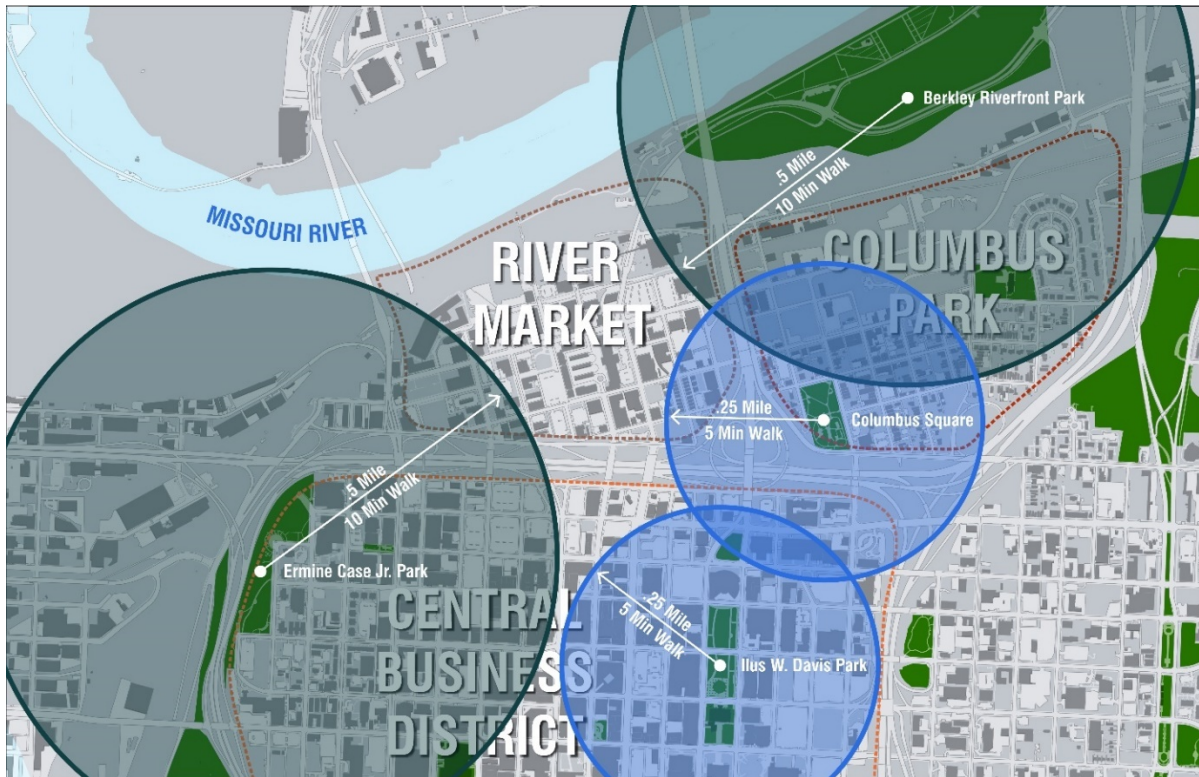 Berkley Riverfront Park
.5 Mile
10 Min Walk
MISSOURI RIVER
RIVER
MARKET
COLUMBUS
PARK
.25 Mile
5 Min Walk
Columbus Square
.5 Mile
10 Min Walk
Ermine Case Jr. Park
CENTRAL
BUSINESS
DISTRICT
.25 Mile
5 Min Walk
Ilus W. Davis Park